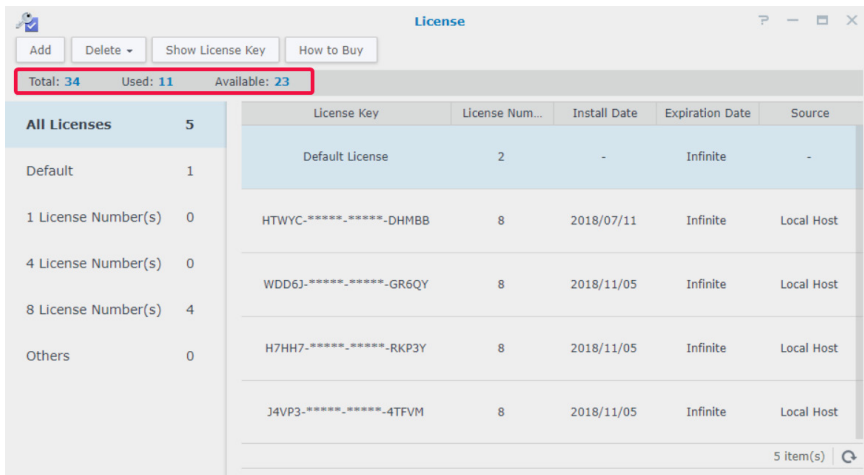 License
Add Delete Show License Key How to Buy
Total: 34 Used: 11 Available: 23
All Licenses 5
Default 1
1 License Number(s) 0
4 License Number(s) 0
8 License Number(s) 4
Others 0
License Key License Num... Install Date Expiration Date Source
Default License 2 - Infinite -
HTWYC-*****-*****-DHMBB 8 2018/07/11 Infinite Local Host
WDD6J-*****-*****-GR6QY 8 2018/11/05 Infinite Local Host
H7HH7-*****-*****-RKP3Y 8 2018/11/05 Infinite Local Host
J4VP3-*****-*****-4TFVM 8 2018/11/05 Infinite Local Host
5 item(s)